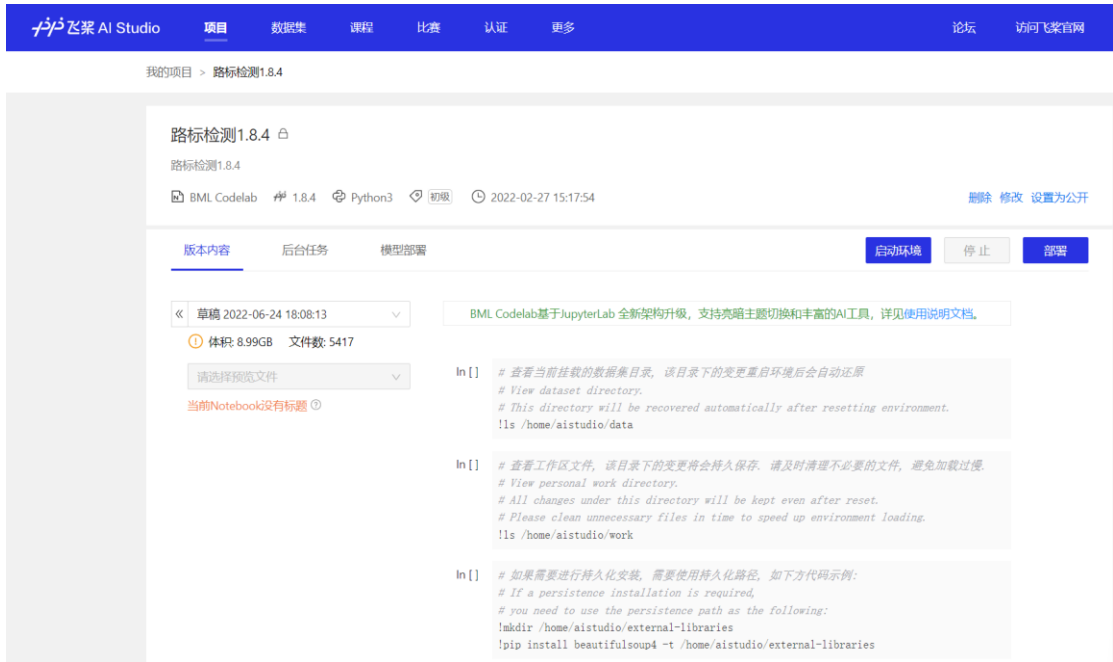 飞桨 AI Studio 项目 数据集 课程 比赛 认证 更多 论坛 访问飞桨官网
我的项目 > 路标检测1.8.4
路标检测1.8.4
路标检测1.8.4
BML Codelab 1.8.4 Python3 初级 2022-02-27 15:17:54 删除 修改 设置为公开
版本内容 后台任务 模型部署 启动环境 停止 部署
« 草稿 2022-06-24 18:08:13
BML Codelab基于JupyterLab 全新架构升级，支持亮暗主题切换和丰富的AI工具，详见使用说明文档。
体积: 8.99GB 文件数: 5417
请选择预览文件
当前Notebook没有标题
In [ ] # 查看当前挂载的数据集目录, 该目录下的变更重启环境后会自动还原
# View dataset directory.
# This directory will be recovered automatically after resetting environment.
!ls /home/aistudio/data
In [ ] # 查看工作区文件, 该目录下的变更将会持久保存. 请及时清理不必要的文件, 避免加载过慢.
# View personal work directory.
# All changes under this directory will be kept even after reset.
# Please clean unnecessary files in time to speed up environment loading.
!ls /home/aistudio/work
In [ ] # 如果需要进行持久化安装, 需要使用持久化路径, 如下方代码示例:
# If a persistence installation is required,
# you need to use the persistence path as the following:
!mkdir /home/aistudio/external-libraries
!pip install beautifulsoup4 -t /home/aistudio/external-libraries